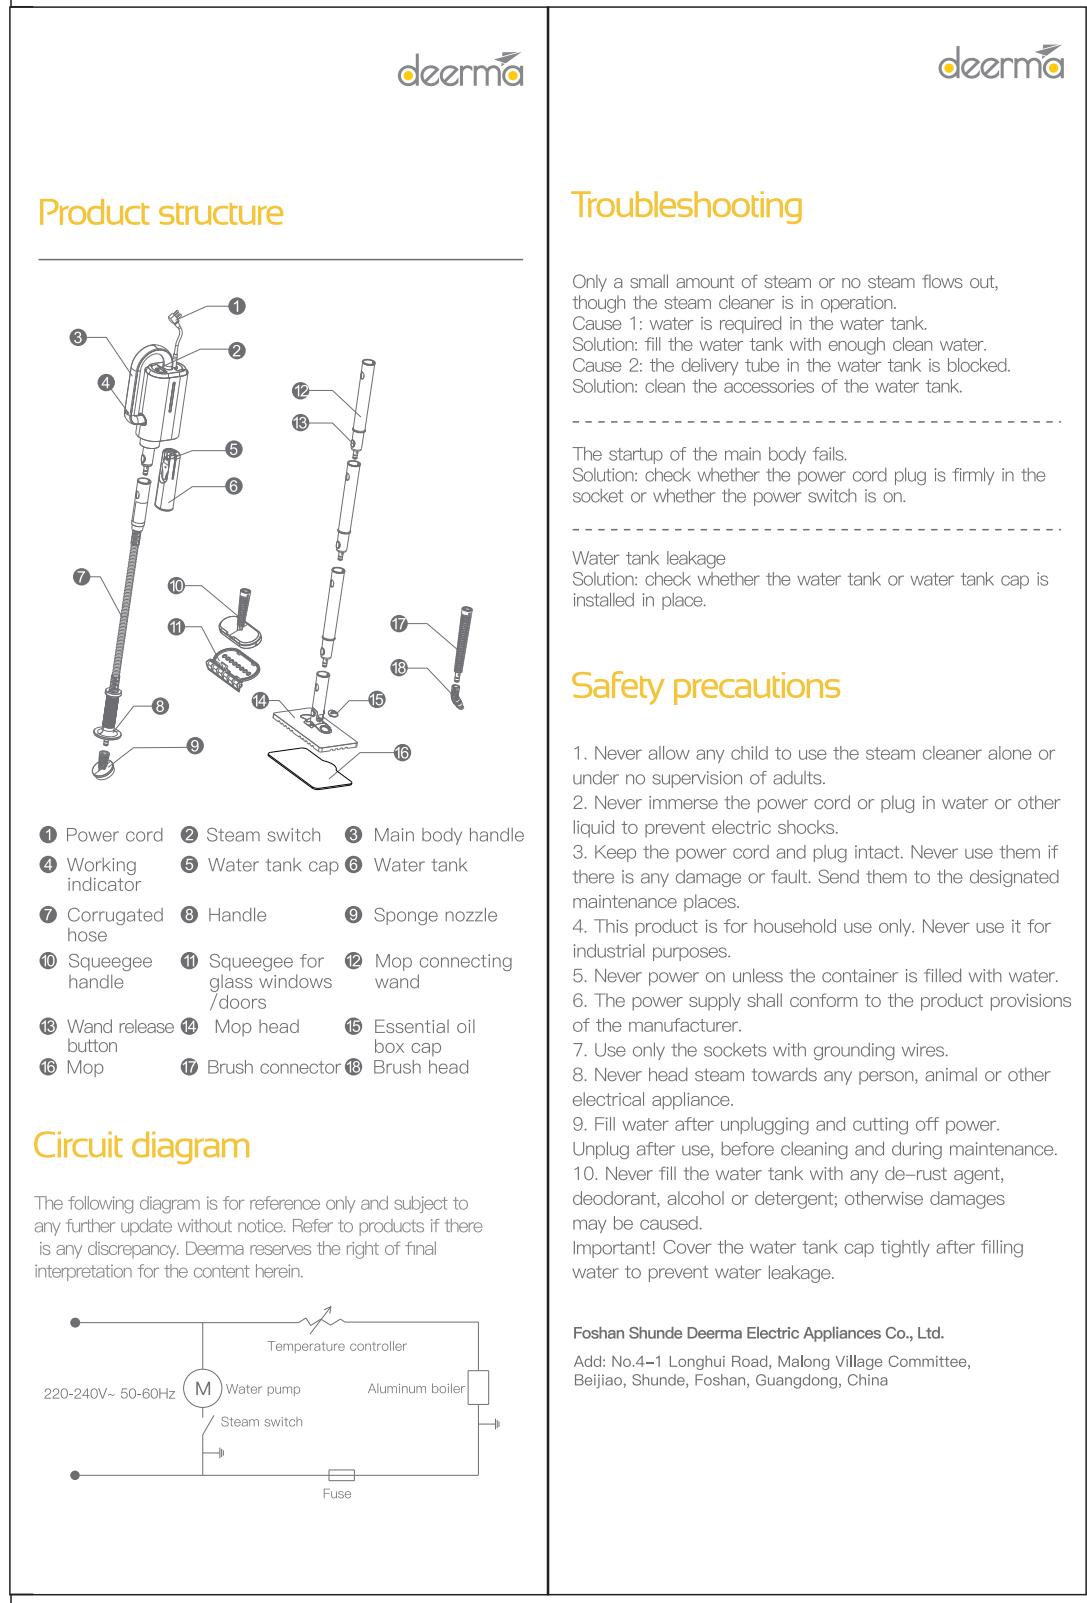 deerma
Product structure
1
2
3
4
5
6
7
8
9
10
11
12
13
14
15
16
17
18
1 Power cord 2 Steam switch 3 Main body handle
4 Working indicator 5 Water tank cap 6 Water tank
7 Corrugated hose 8 Handle 9 Sponge nozzle
10 Squeegee handle 11 Squeegee for glass windows /doors 12 Mop connecting wand
13 Wand release button 14 Mop head 15 Essential oil box cap
16 Mop 17 Brush connector 18 Brush head
Circuit diagram
The following diagram is for reference only and subject to
any further update without notice. Refer to products if there
is any discrepancy. Deerma reserves the right of final
interpretation for the content herein.
Temperature controller
220-240V~ 50-60Hz
M
Water pump
Aluminum boiler
Steam switch
Fuse
deerma
Troubleshooting
Only a small amount of steam or no steam flows out,
though the steam cleaner is in operation.
Cause 1: water is required in the water tank.
Solution: fill the water tank with enough clean water.
Cause 2: the delivery tube in the water tank is blocked.
Solution: clean the accessories of the water tank.
The startup of the main body fails.
Solution: check whether the power cord plug is firmly in the
socket or whether the power switch is on.
Water tank leakage
Solution: check whether the water tank or water tank cap is
installed in place.
Safety precautions
1. Never allow any child to use the steam cleaner alone or
under no supervision of adults.
2. Never immerse the power cord or plug in water or other
liquid to prevent electric shocks.
3. Keep the power cord and plug intact. Never use them if
there is any damage or fault. Send them to the designated
maintenance places.
4. This product is for household use only. Never use it for
industrial purposes.
5. Never power on unless the container is filled with water.
6. The power supply shall conform to the product provisions
of the manufacturer.
7. Use only the sockets with grounding wires.
8. Never head steam towards any person, animal or other
electrical appliance.
9. Fill water after unplugging and cutting off power.
Unplug after use, before cleaning and during maintenance.
10. Never fill the water tank with any de-rust agent,
deodorant, alcohol or detergent; otherwise damages
may be caused.
Important! Cover the water tank cap tightly after filling
water to prevent water leakage.
Foshan Shunde Deerma Electric Appliances Co., Ltd.
Add: No.4-1 Longhui Road, Malong Village Committee,
Beijiao, Shunde, Foshan, Guangdong, China